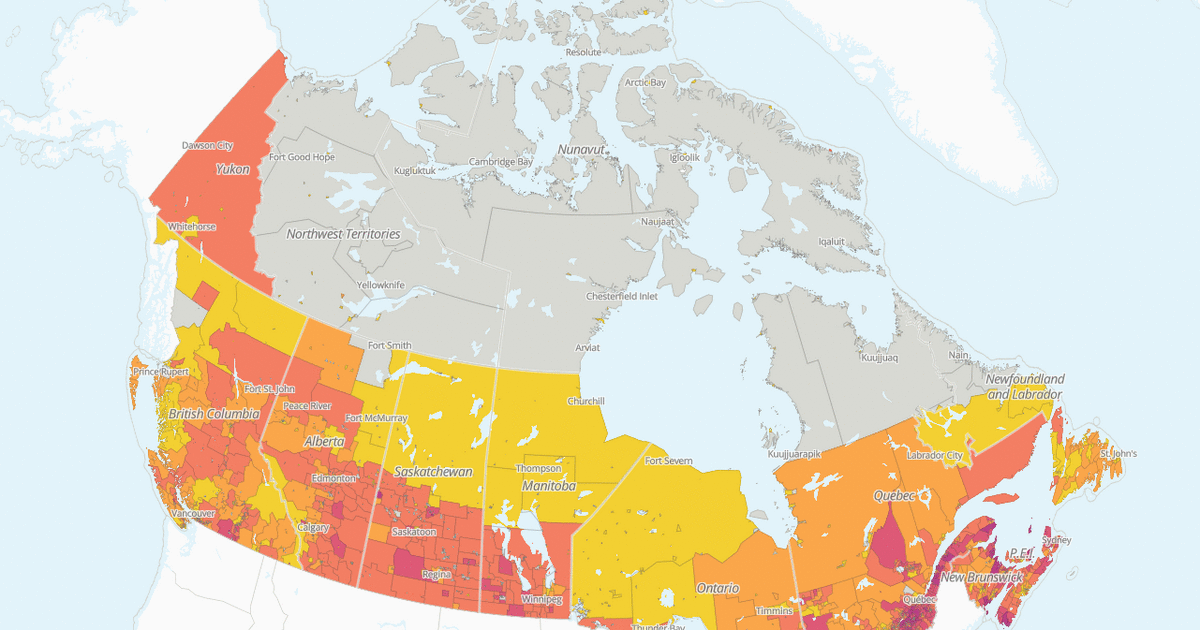 Resolute
Arctic Bay
Dawson City
Nunavut
Fort Good Hope
Cambridge Bay
Igloolik
Yukon
Kugluktuk
Naujaat
Whitehorse
Northwest Territories
Iqaluit
Yellowknife
Chesterfield Inlet
Fort Smith
Arviat
Kuujjuaq
Nain
Prince Rupert
Newfoundland
and Labrador
Fort St. John
Churchill
Peace River
British Columbia
Fort McMurray
Alberta
Kuujjuarapik
Labrador City
St. John's
Fort Severn
Saskatchewan
Thompson
Edmonton
Manitoba
Québec
Vancouver
Calgary
Saskatoon
Sydney
P.E.I.
Regina
New Brunswick
Ontario
Winnipeg
Québec
Timmins
Thunder Bay